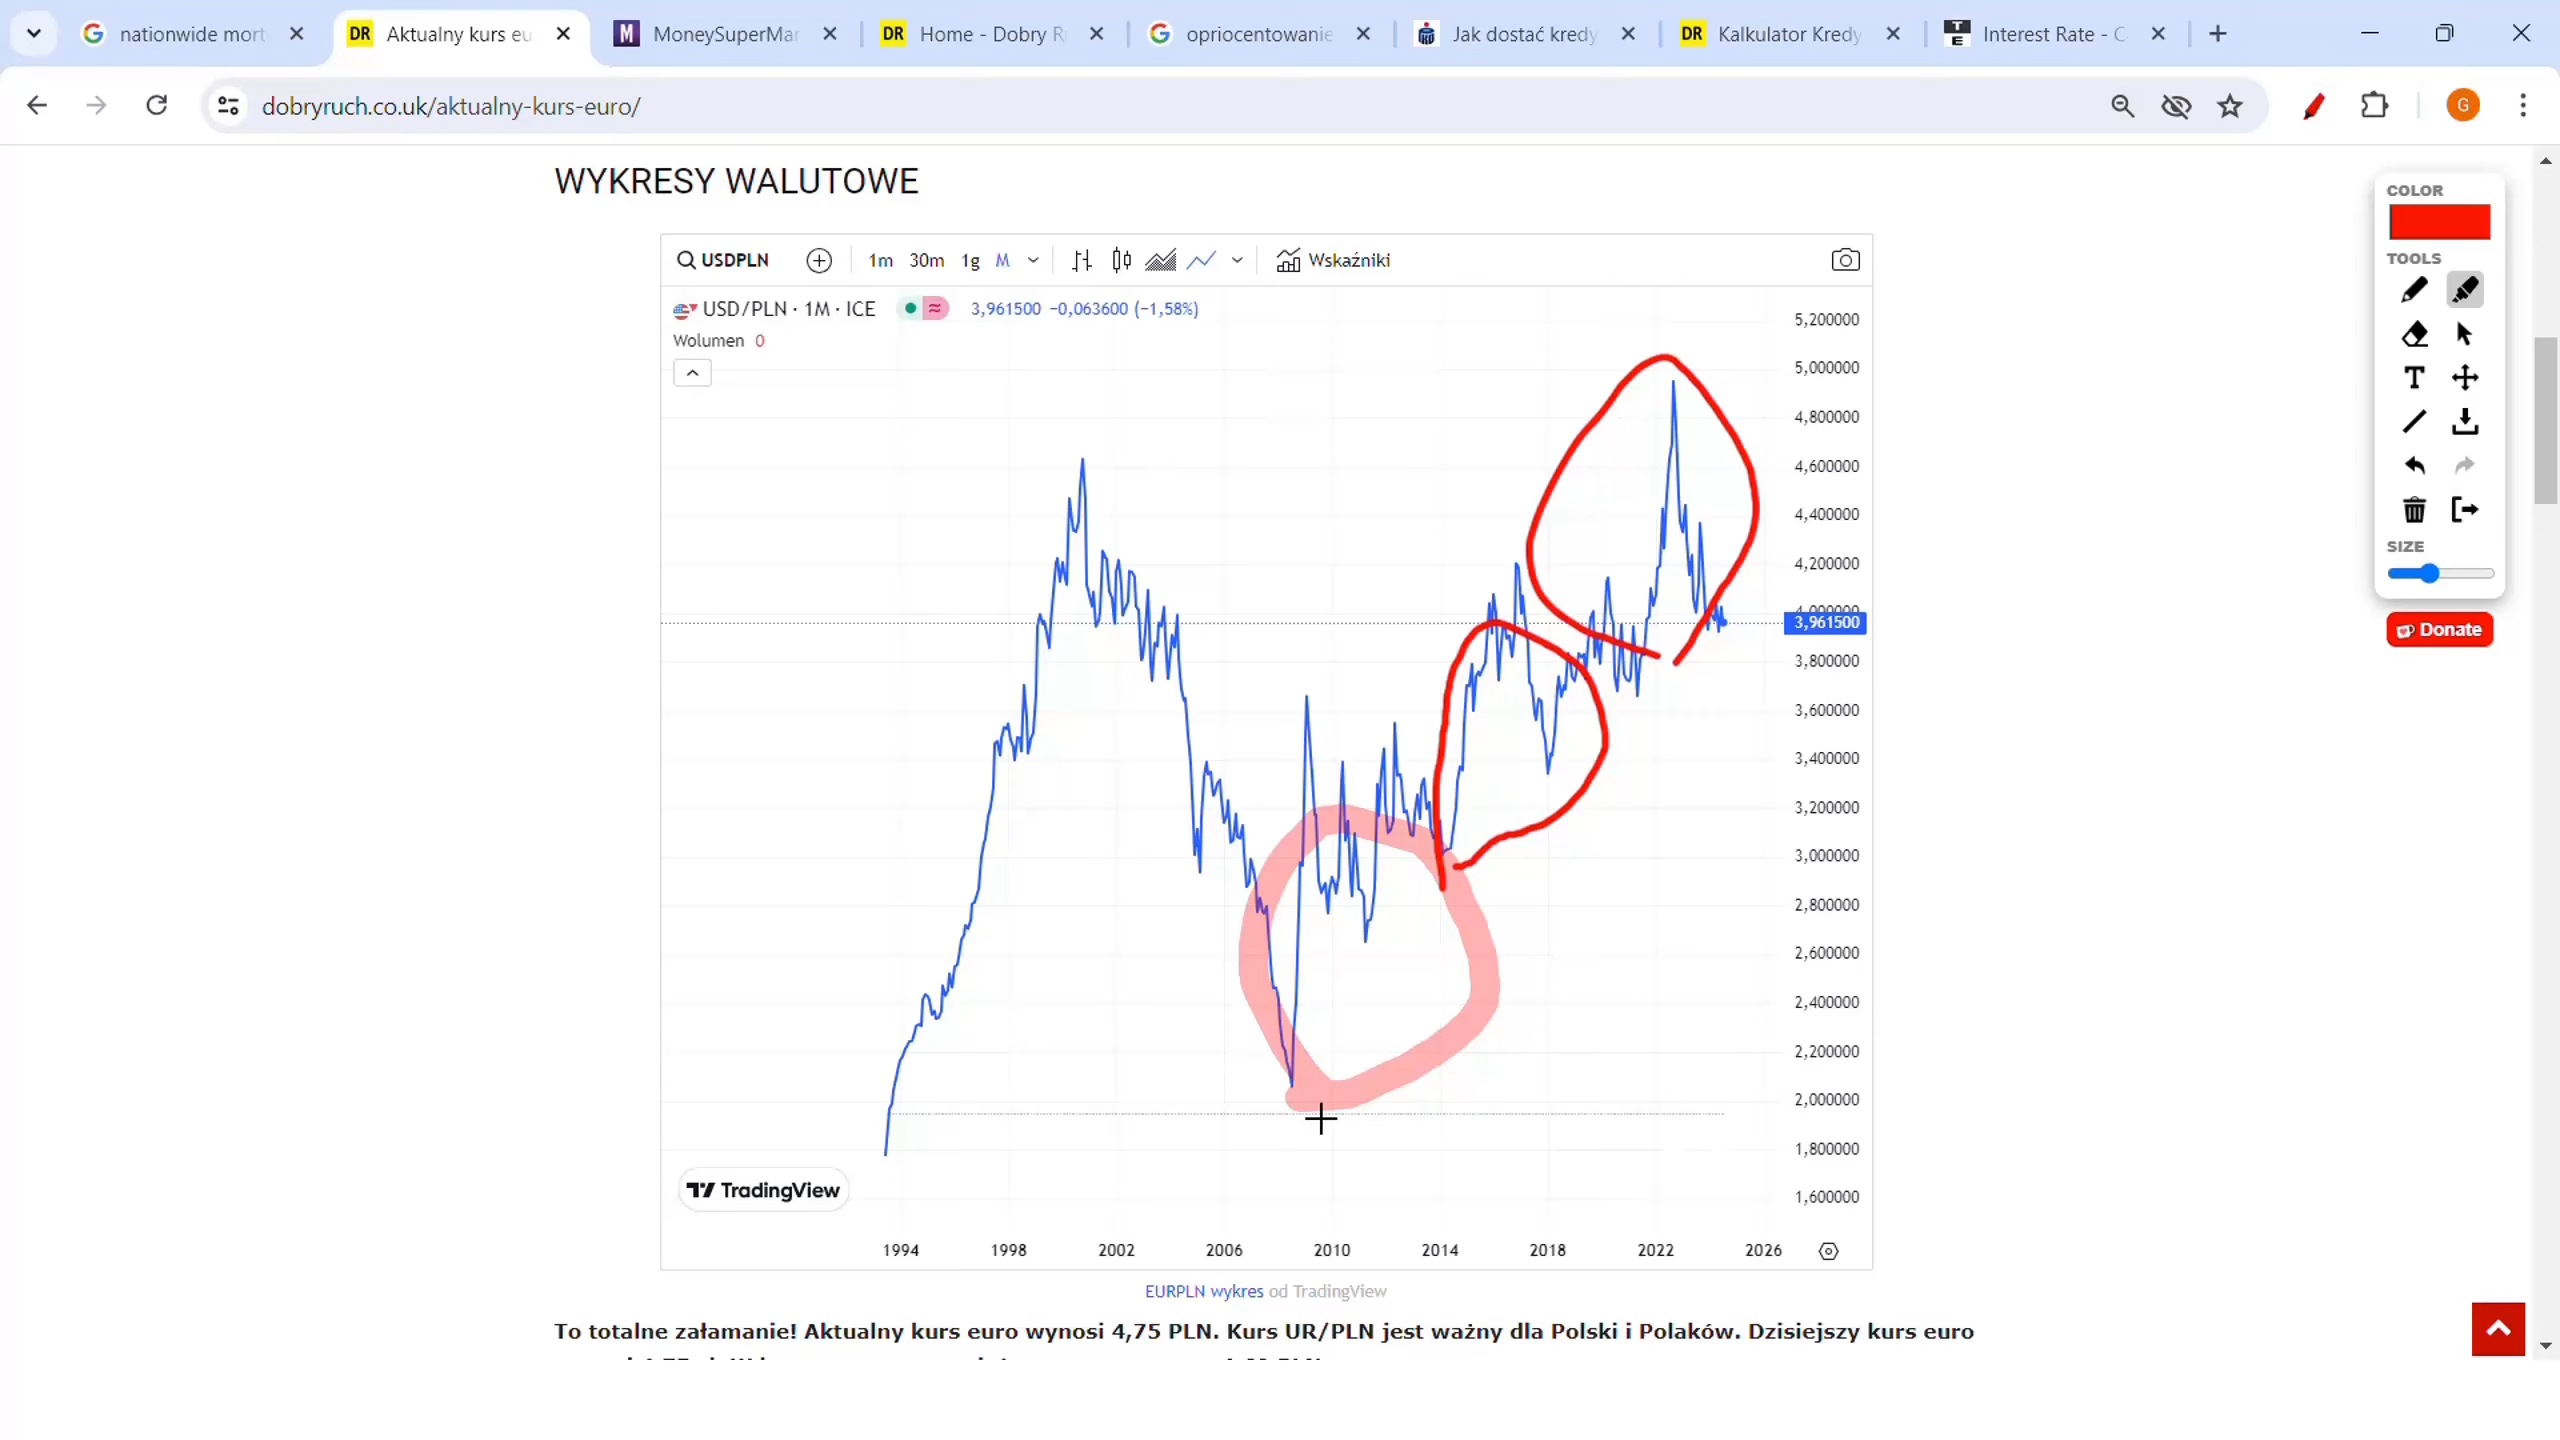 nationwide mort
Aktualny kurs eu
MoneySuperMar
Home - Dobry R
opriocentowanie
Jak dostać kredy
Kalkulator Kredy
Interest Rate - C
dobryruch.co.uk/aktualny-kurs-euro/
G
WYKRESY WALUTOWE
COLOR
TOOLS
SIZE
Donate
USDPLN
1m 30m 1g M
Wskaźniki
USD/PLN · 1M · ICE 3,961500 −0,063600 (−1,58%)
Wolumen 0
5,200000
5,000000
4,800000
4,600000
4,400000
4,200000
4,000000
3,961500
3,800000
3,600000
3,400000
3,200000
3,000000
2,800000
2,600000
2,400000
2,200000
2,000000
1,800000
1,600000
TradingView
1994 1998 2002 2006 2010 2014 2018 2022 2026
EURPLN wykres od TradingView
To totalne załamanie! Aktualny kurs euro wynosi 4,75 PLN. Kurs UR/PLN jest ważny dla Polski i Polaków. Dzisiejszy kurs euro